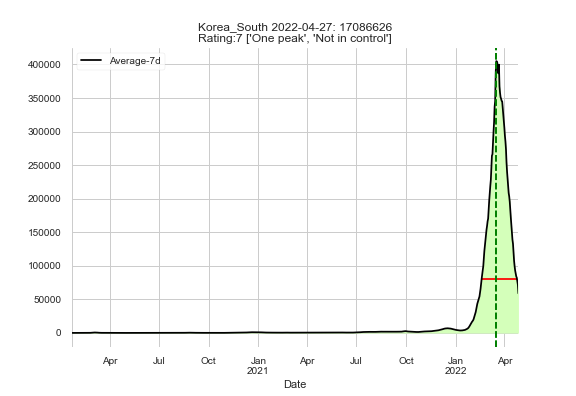 Korea_South 2022-04-27: 17086626
Rating:7 ['One peak', 'Not in control']
Average-7d
400000
350000
300000
250000
200000
150000
100000
50000
0
Apr Jul Oct Jan Apr Jul Oct Jan Apr
2021 2022
Date